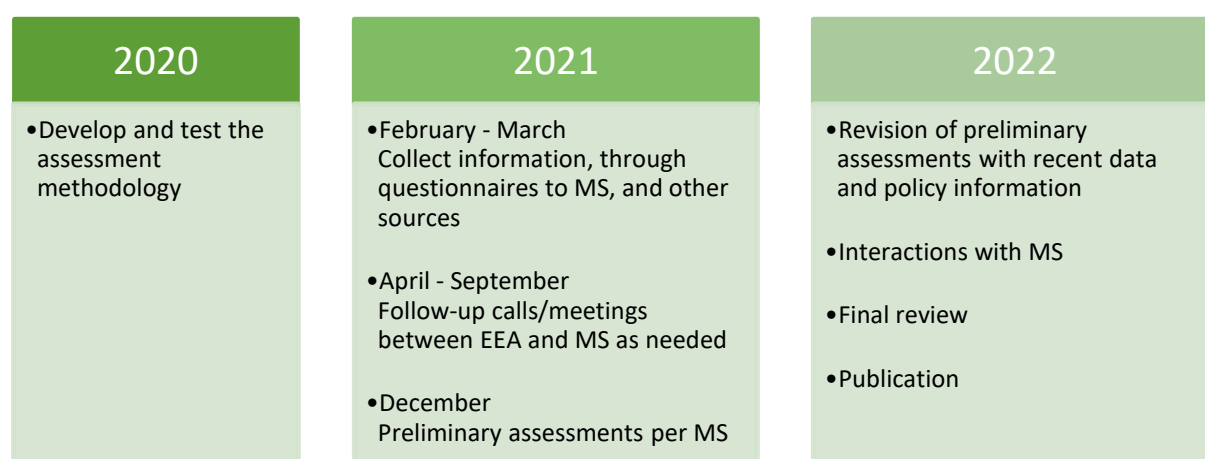 2020
•Develop and test the
assessment
methodology
2021
•February - March
Collect information, through
questionnaires to MS, and other
sources
•April - September
Follow-up calls/meetings
between EEA and MS as needed
•December
Preliminary assessments per MS
2022
•Revision of preliminary
assessments with recent data
and policy information
•Interactions with MS
•Final review
•Publication